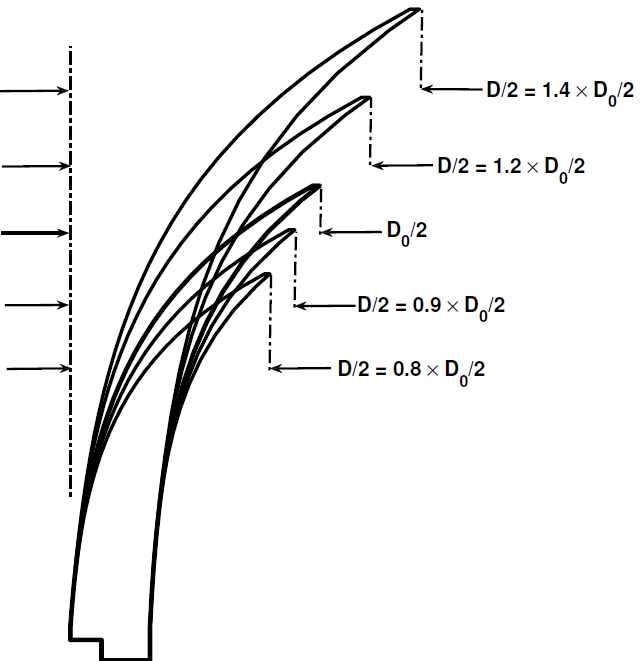 D/2 = 1.4 × D₀/2
D/2 = 1.2 × D₀/2
D₀/2
D/2 = 0.9 × D₀/2
D/2 = 0.8 × D₀/2